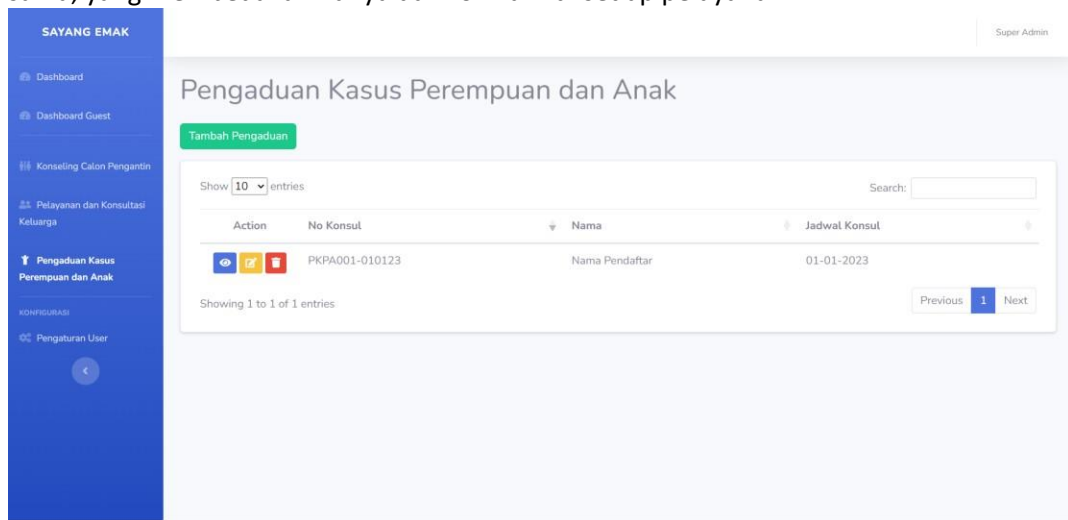 SAYANG EMAK
Super Admin
Dashboard
Dashboard Guest
Konseling Calon Pengantin
Pelayanan dan Konsultasi
Keluarga
Pengaduan Kasus
Perempuan dan Anak
KONFIGURASI
Pengaturan User
Pengaduan Kasus Perempuan dan Anak
Tambah Pengaduan
Show 10 entries
Search:
Action No Konsul Nama Jadwal Konsul
PKPA001-010123 Nama Pendaftar 01-01-2023
Showing 1 to 1 of 1 entries
Previous 1 Next